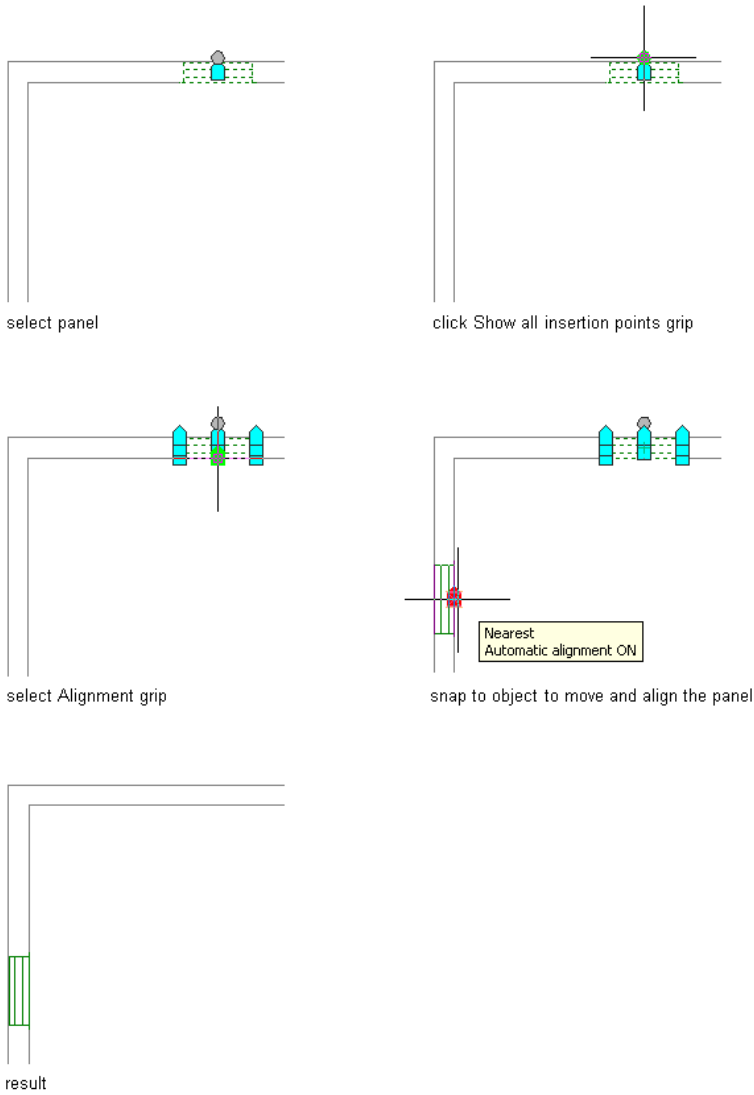 select panel
click Show all insertion points grip
select Alignment grip
Nearest
Automatic alignment ON
snap to object to move and align the panel
result